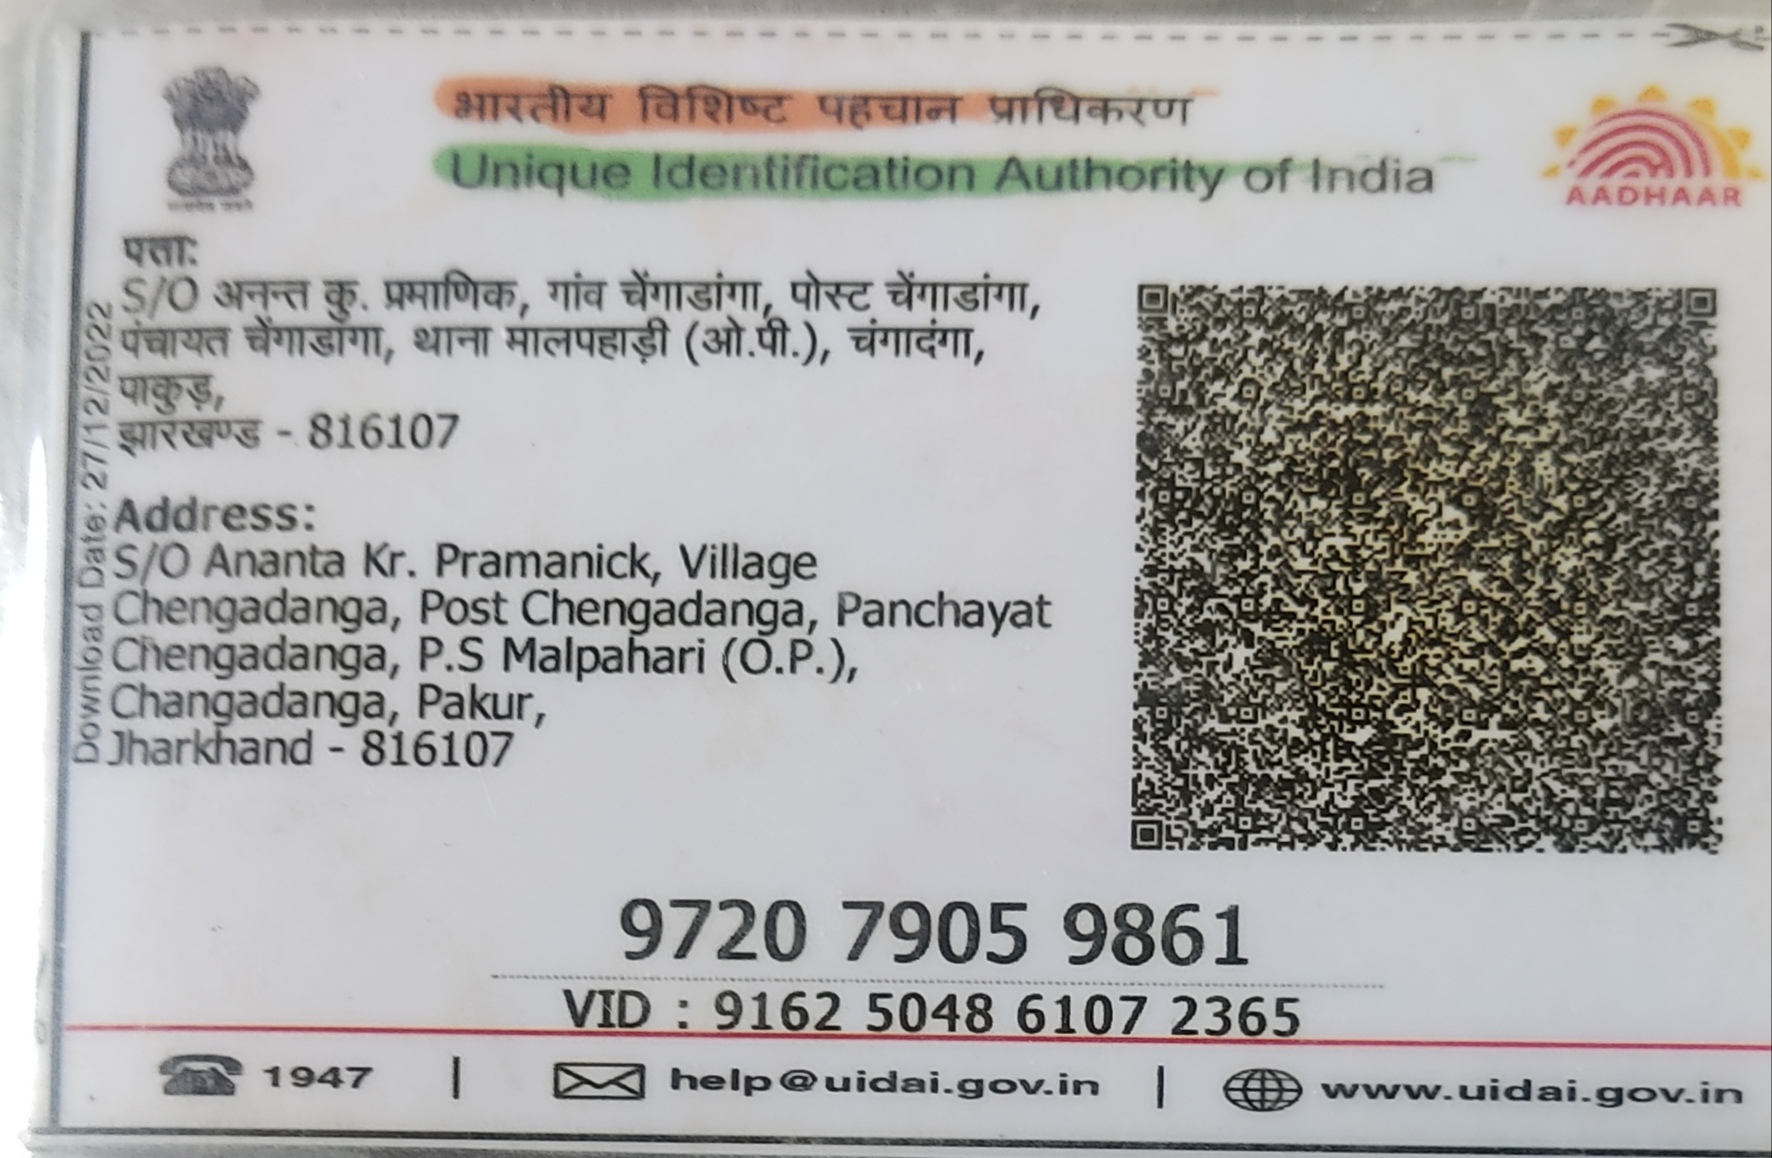 भारतीय विशिष्ट पहचान प्राधिकरण
Unique Identification Authority of India
AADHAAR
पता:
S/O अनन्त कु. प्रमाणिक, गांव चेंगाडांगा, पोस्ट चेंगाडांगा,
पंचायत चेंगाडांगा, थाना मालपहाड़ी (ओ.पी.), चंगादंगा,
पाकुड़,
झारखण्ड - 816107
Download Date: 27/12/2022
Address:
S/O Ananta Kr. Pramanick, Village
Chengadanga, Post Chengadanga, Panchayat
Chengadanga, P.S Malpahari (O.P.),
Changadanga, Pakur,
Jharkhand - 816107
9720 7905 9861
VID : 9162 5048 6107 2365
1947 | help@uidai.gov.in | www.uidai.gov.in